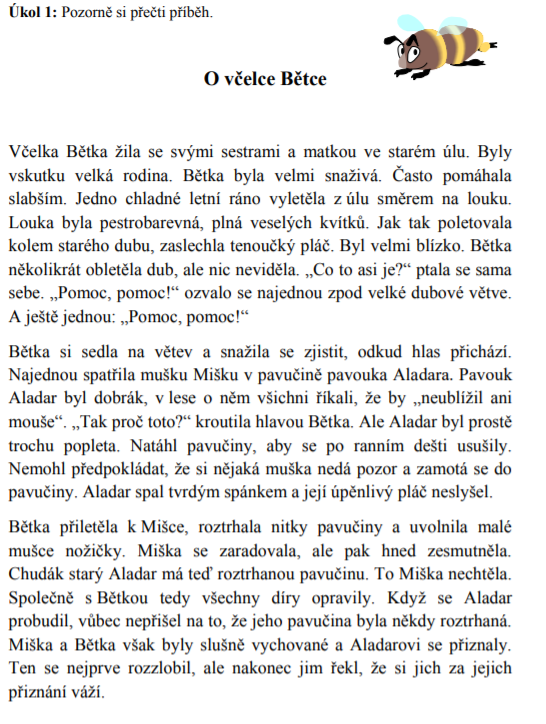 Úkol 1: Pozorně si přečti příběh.
O včelce Bětce
Včelka Bětka žila se svými sestrami a matkou ve starém úlu. Byly
vskutku velká rodina. Bětka byla velmi snaživá. Často pomáhala
slabším. Jedno chladné letní ráno vyletěla z úlu směrem na louku.
Louka byla pestrobarevná, plná veselých kvítků. Jak tak poletovala
kolem starého dubu, zaslechla tenoučký pláč. Byl velmi blízko. Bětka
několikrát obletěla dub, ale nic neviděla. „Co to asi je?“ ptala se sama
sebe. „Pomoc, pomoc!“ ozvalo se najednou zpod velké dubové větve.
A ještě jednou: „Pomoc, pomoc!“
Bětka si sedla na větev a snažila se zjistit, odkud hlas přichází.
Najednou spatřila mušku Mišku v pavučině pavouka Aladara. Pavouk
Aladar byl dobrák, v lese o něm všichni říkali, že by „neublížil ani
mouše“. „Tak proč toto?“ kroutila hlavou Bětka. Ale Aladar byl prostě
trochu popleta. Natáhl pavučiny, aby se po ranním dešti usušily.
Nemohl předpokládat, že si nějaká muška nedá pozor a zamotá se do
pavučiny. Aladar spal tvrdým spánkem a její úpěnlivý pláč neslyšel.
Bětka přiletěla k Mišce, roztrhala nitky pavučiny a uvolnila malé
mušce nožičky. Miška se zaradovala, ale pak hned zesmutněla.
Chudák starý Aladar má teď roztrhanou pavučinu. To Miška nechtěla.
Společně s Bětkou tedy všechny díry opravily. Když se Aladar
probudil, vůbec nepřišel na to, že jeho pavučina byla někdy roztrhaná.
Miška a Bětka však byly slušně vychované a Aladarovi se přiznaly.
Ten se nejprve rozzlobil, ale nakonec jim řekl, že si jich za jejich
přiznání váží.